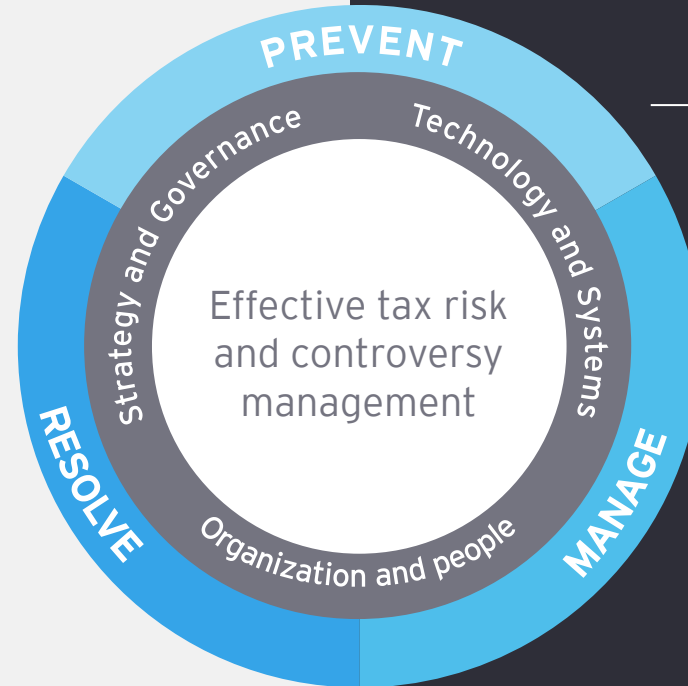 PREVENT
Strategy and Governance
Technology and Systems
Effective tax risk
and controversy
management
RESOLVE
MANAGE
Organization and people